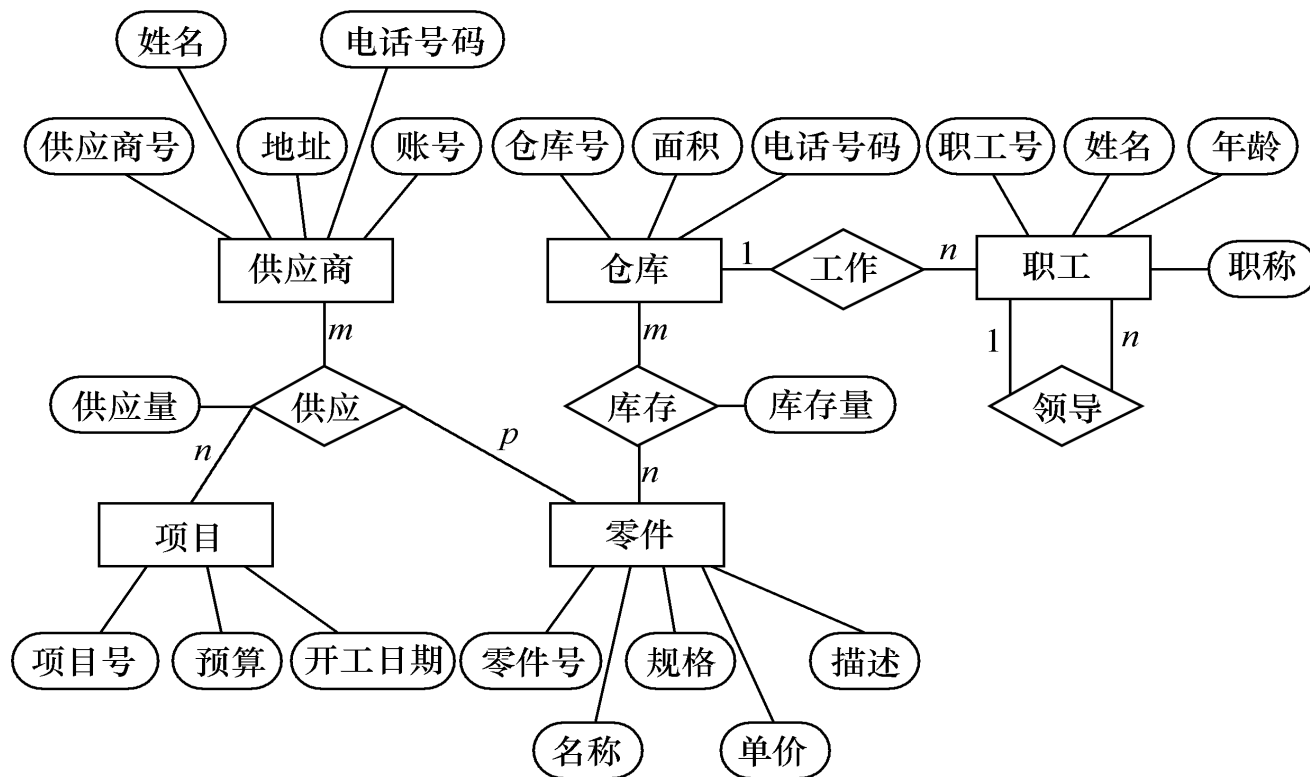 姓名
电话号码
供应商号
地址
账号
仓库号
面积
电话号码
职工号
姓名
年龄
供应商
仓库
1
工作
n
职工
职称
m
m
1
n
供应量
供应
库存
库存量
领导
n
p
n
项目
零件
项目号
预算
开工日期
零件号
规格
描述
名称
单价